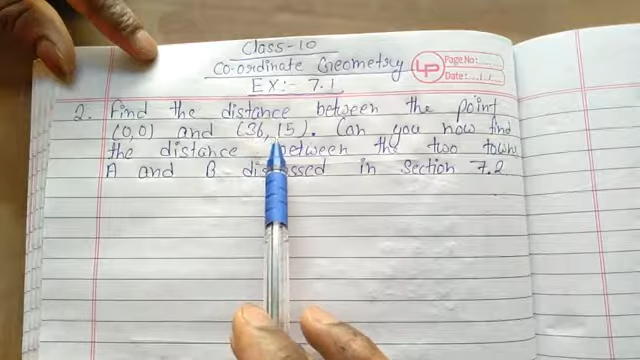 Class-10
Co-ordinate Geometry
EX:- 7.1
LP
Page No:
Date:
2. Find the distance between the point
(0,0) and (36,15). Can you now find
the distance between the two town
A and B in section 7.2